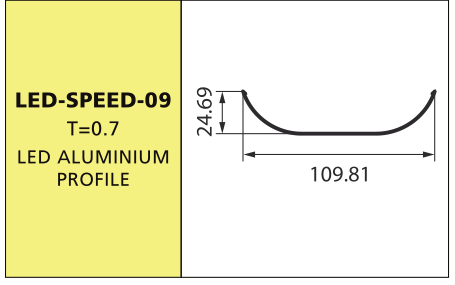 LED-SPEED-09
T=0.7
LED ALUMINIUM
PROFILE
24.69
109.81